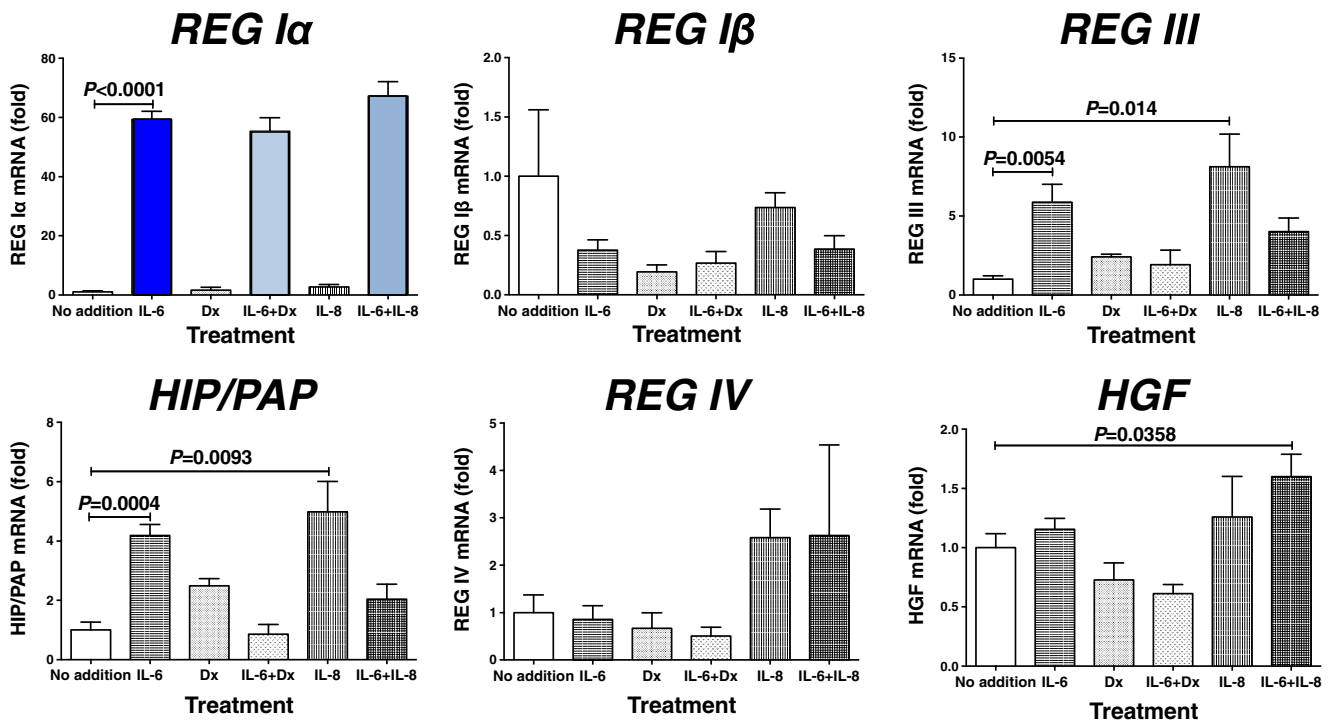 REG Iα
REG Iα mRNA (fold)
80
60
40
20
0
P<0.0001
No addition IL-6 Dx IL-6+Dx IL-8 IL-6+IL-8
Treatment
REG Iβ
REG Iβ mRNA (fold)
2.0
1.5
1.0
0.5
0.0
No addition IL-6 Dx IL-6+Dx IL-8 IL-6+IL-8
Treatment
REG III
REG III mRNA (fold)
15
10
5
0
P=0.014
P=0.0054
No addition IL-6 Dx IL-6+Dx IL-8 IL-6+IL-8
Treatment
HIP/PAP
HIP/PAP mRNA (fold)
8
6
4
2
0
P=0.0093
P=0.0004
No addition IL-6 Dx IL-6+Dx IL-8 IL-6+IL-8
Treatment
REG IV
REG IV mRNA (fold)
5
4
3
2
1
0
No addition IL-6 Dx IL-6+Dx IL-8 IL-6+IL-8
Treatment
HGF
HGF mRNA (fold)
2.0
1.5
1.0
0.5
0.0
P=0.0358
No addition IL-6 Dx IL-6+Dx IL-8 IL-6+IL-8
Treatment